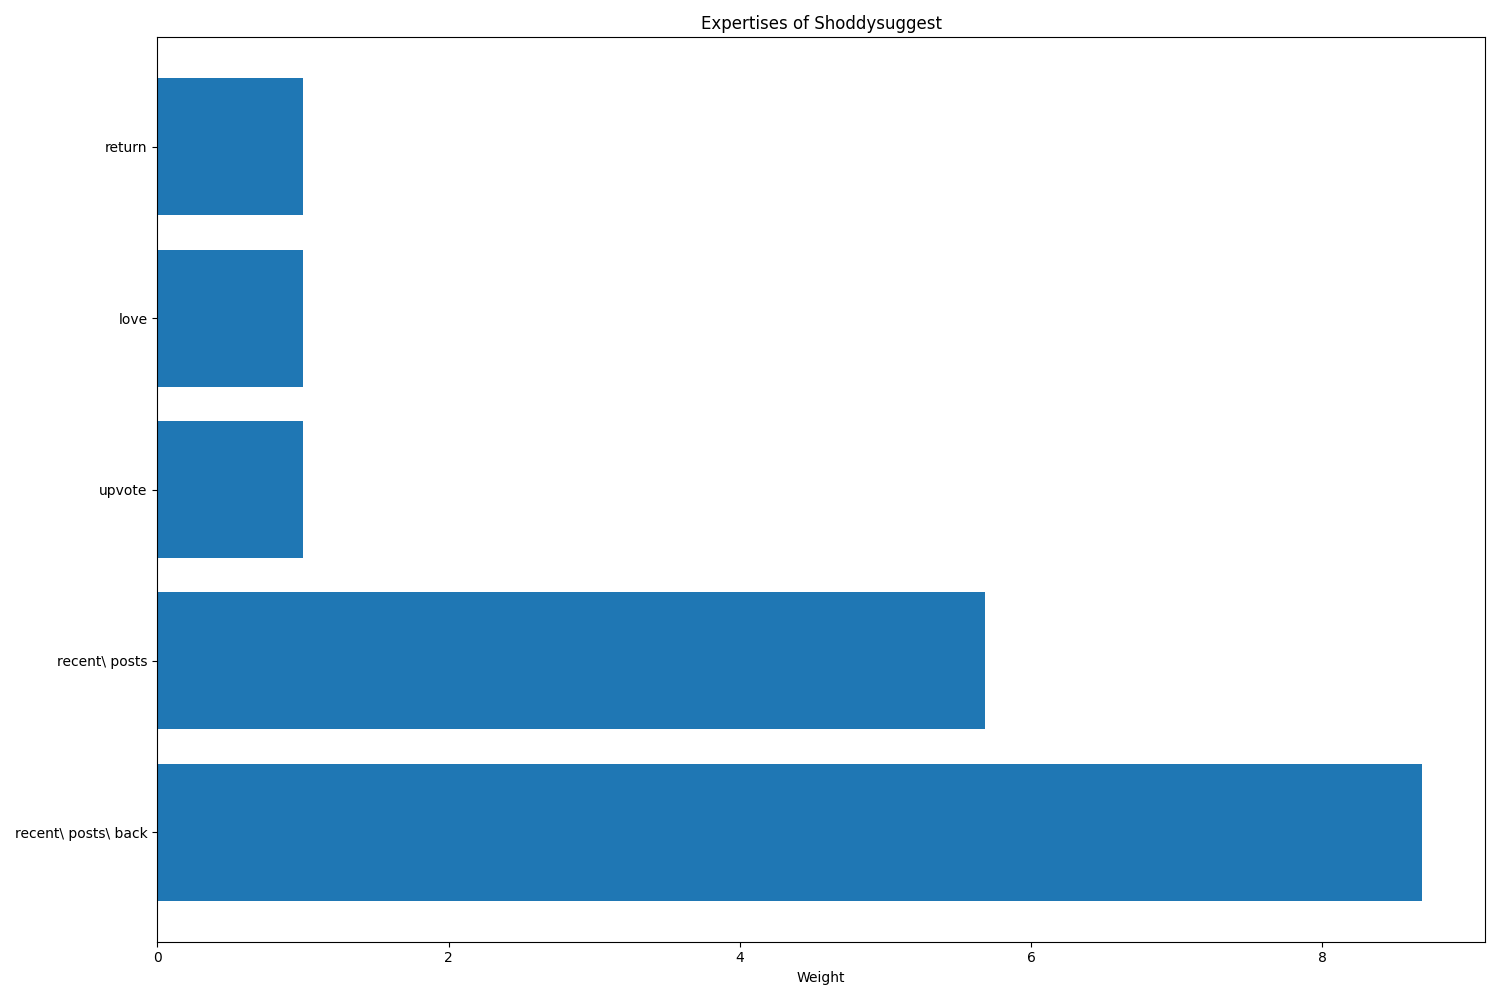 Expertises of Shoddysuggest
return
love
upvote
recent\ posts
recent\ posts\ back
0 2 4 6 8
Weight